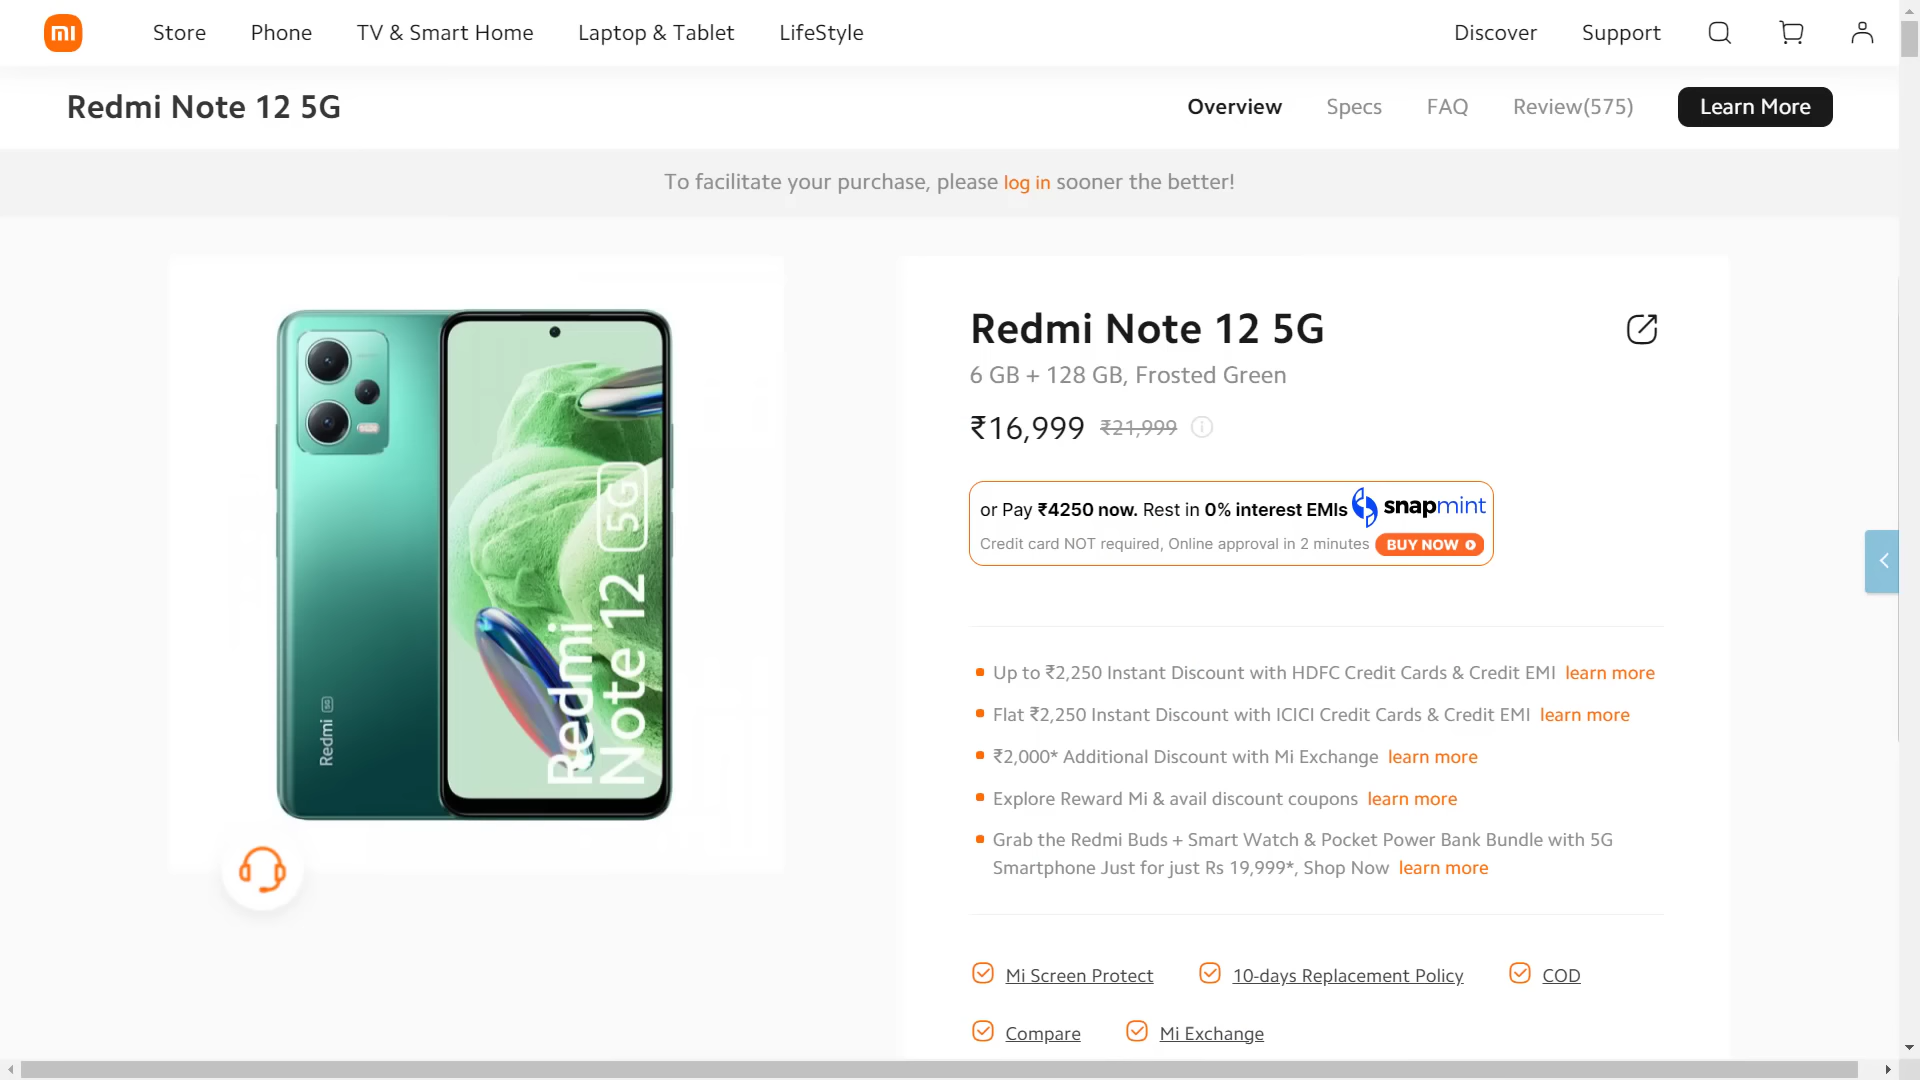 mi
Store
Phone
TV & Smart Home
Laptop & Tablet
LifeStyle
Discover
Support
Redmi Note 12 5G
Overview
Specs
FAQ
Review(575)
Learn More
To facilitate your purchase, please log in sooner the better!
Redmi 5G
Redmi
Note 12 5G
Redmi Note 12 5G
6 GB + 128 GB, Frosted Green
₹16,999 ₹21,999
or Pay ₹4250 now. Rest in 0% interest EMIs snapmint
Credit card NOT required, Online approval in 2 minutes BUY NOW
Up to ₹2,250 Instant Discount with HDFC Credit Cards & Credit EMI learn more
Flat ₹2,250 Instant Discount with ICICI Credit Cards & Credit EMI learn more
₹2,000* Additional Discount with Mi Exchange learn more
Explore Reward Mi & avail discount coupons learn more
Grab the Redmi Buds + Smart Watch & Pocket Power Bank Bundle with 5G
Smartphone Just for just Rs 19,999*, Shop Now learn more
Mi Screen Protect
10-days Replacement Policy
COD
Compare
Mi Exchange